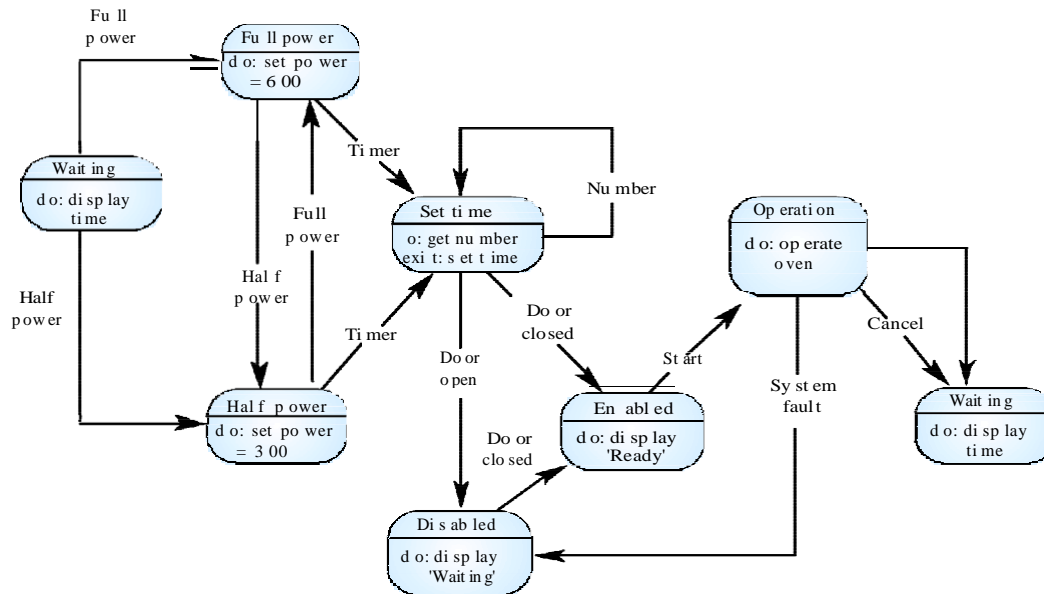 Full
power
Full power
do: set power
= 600
Timer
Waiting
do: display
time
Number
Full
power
Set time
o: get number
exit: set time
Operation
do: operate
oven
Half
power
Half
power
Timer
Door
closed
Cancel
Door
open
Start
System
fault
Half power
do: set power
= 300
Enabled
do: display
'Ready'
Waiting
do: display
time
Door
closed
Disabled
do: display
'Waiting'